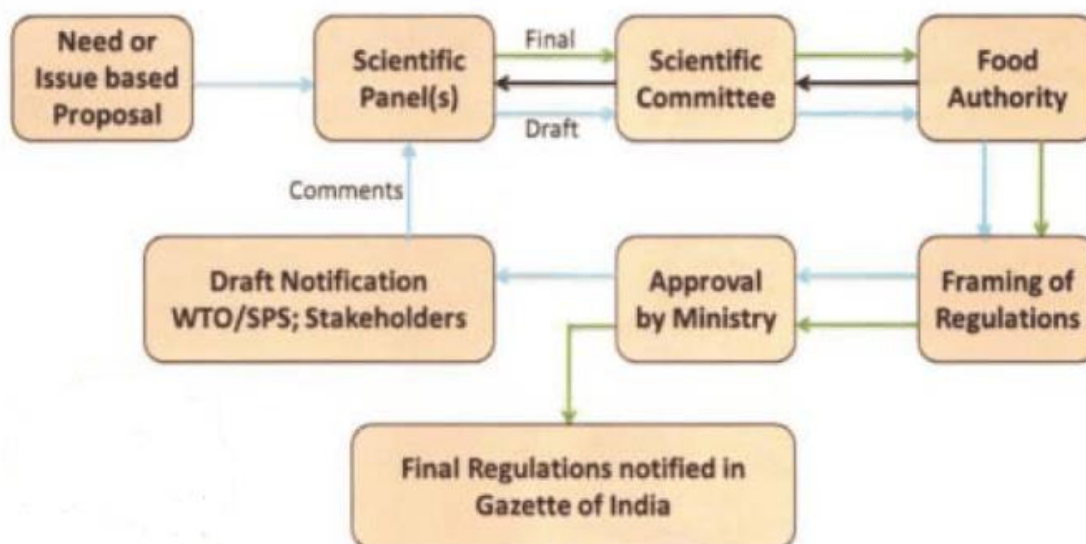 Need or
Issue based
Proposal
Scientific
Panel(s)
Final
Draft
Scientific
Committee
Food
Authority
Comments
Draft Notification
WTO/SPS; Stakeholders
Approval
by Ministry
Framing of
Regulations
Final Regulations notified in
Gazette of India